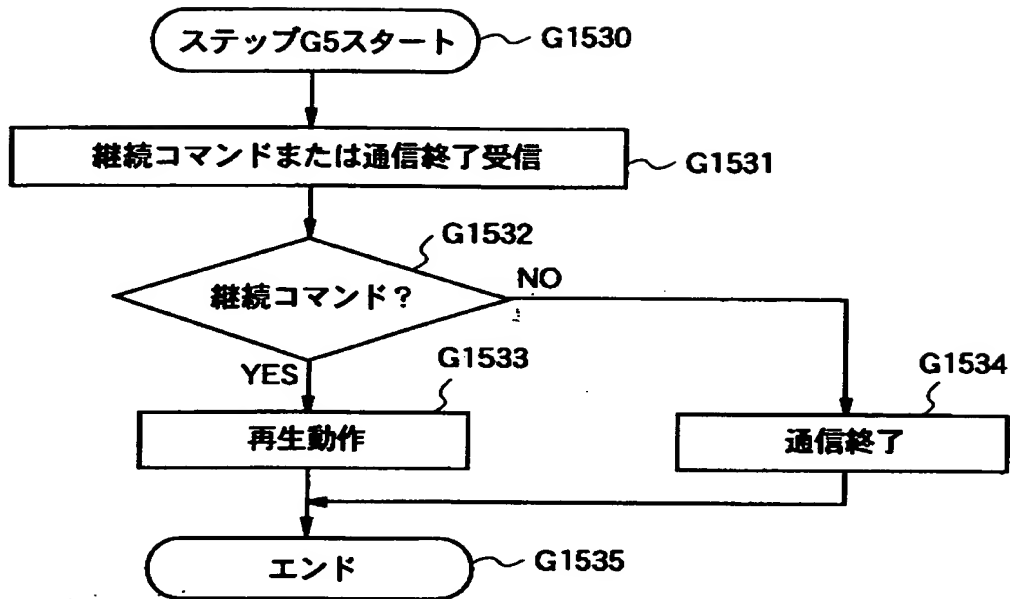 ステップG5スタート
G1530
継続コマンドまたは通信終了受信
G1531
G1532
継続コマンド？
NO
YES
G1533
G1534
再生動作
通信終了
エンド
G1535